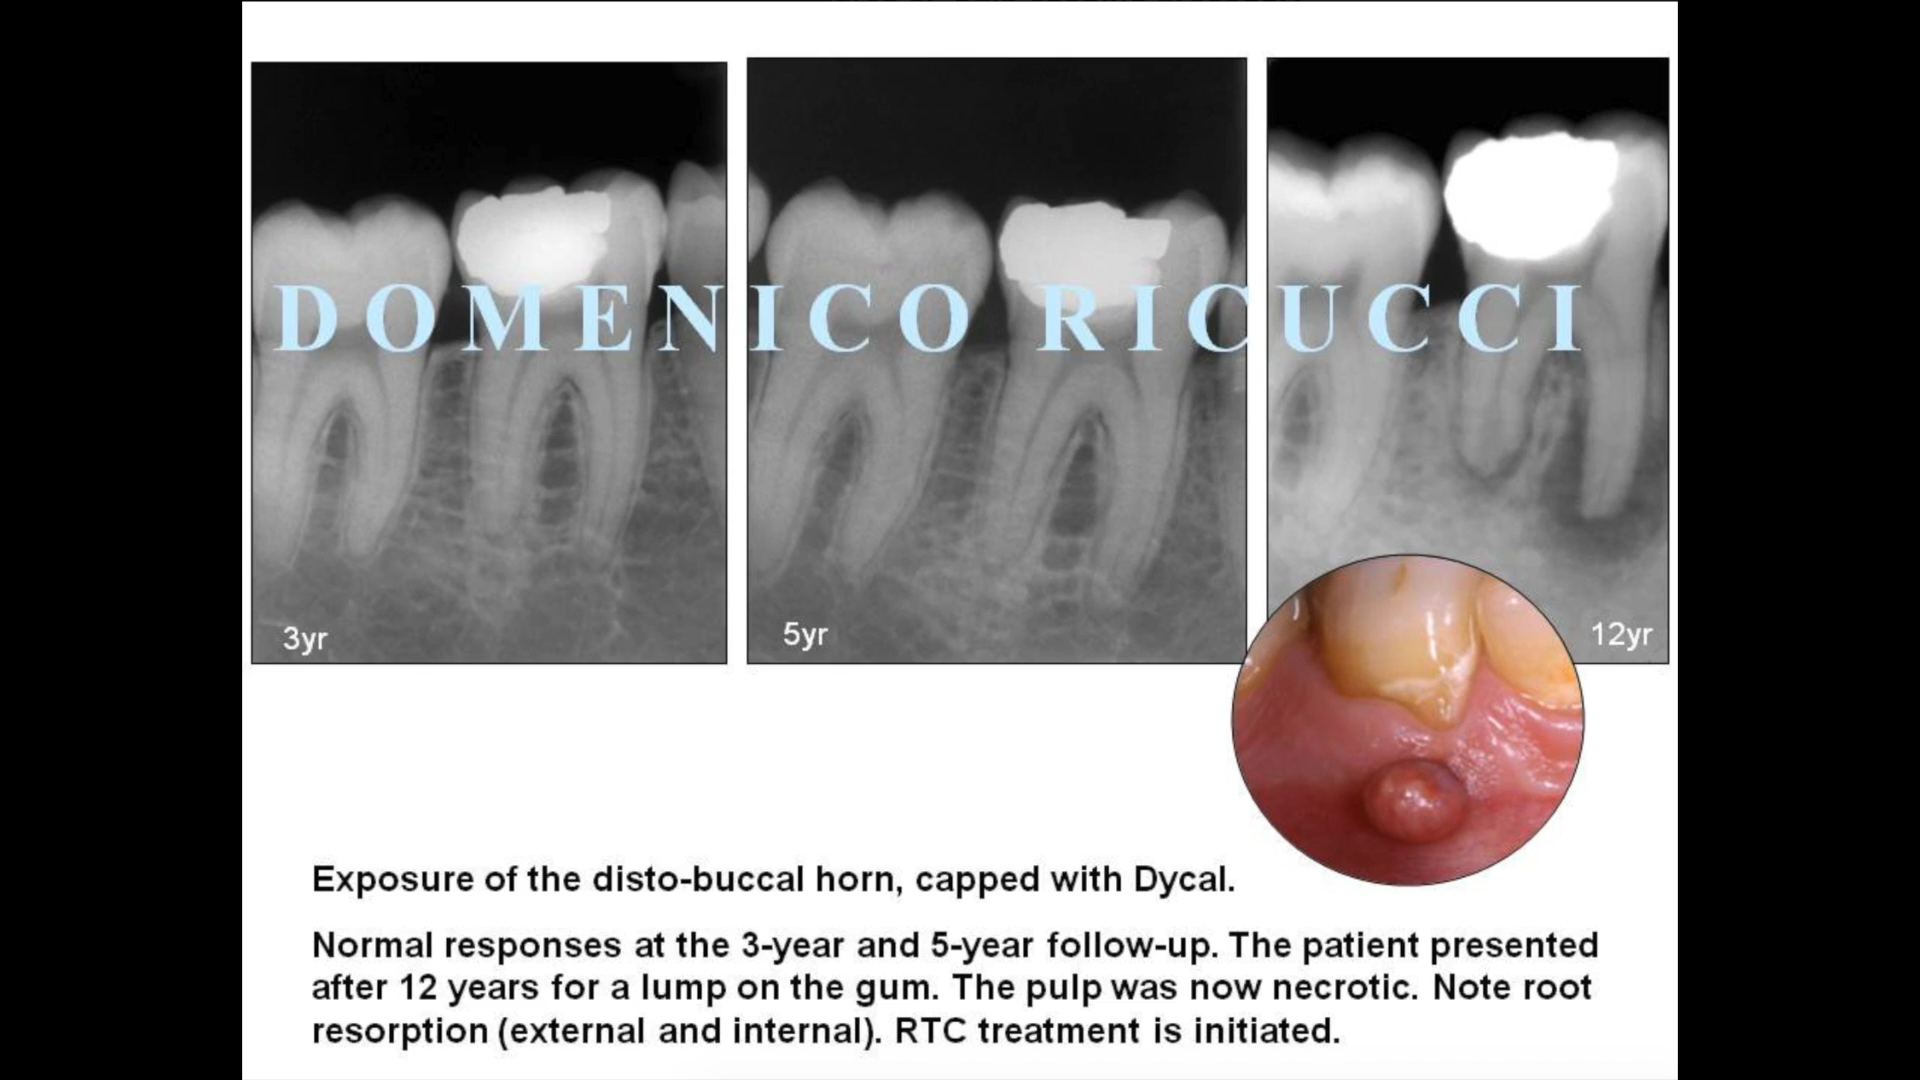 DOMENICO RICUCCI
3yr
5yr
12yr
Exposure of the disto-buccal horn, capped with Dycal.
Normal responses at the 3-year and 5-year follow-up. The patient presented
after 12 years for a lump on the gum. The pulp was now necrotic. Note root
resorption (external and internal). RTC treatment is initiated.